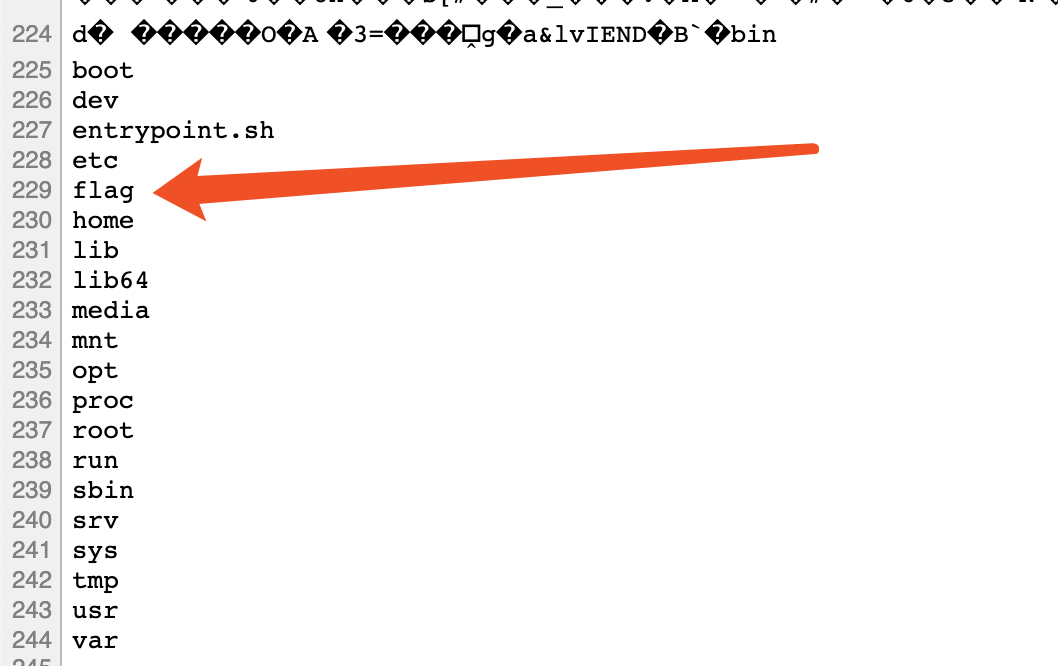 224 d� �����O�A �3=���g�a&lvIEND�B`�bin
225 boot
226 dev
227 entrypoint.sh
228 etc
229 flag
230 home
231 lib
232 lib64
233 media
234 mnt
235 opt
236 proc
237 root
238 run
239 sbin
240 srv
241 sys
242 tmp
243 usr
244 var